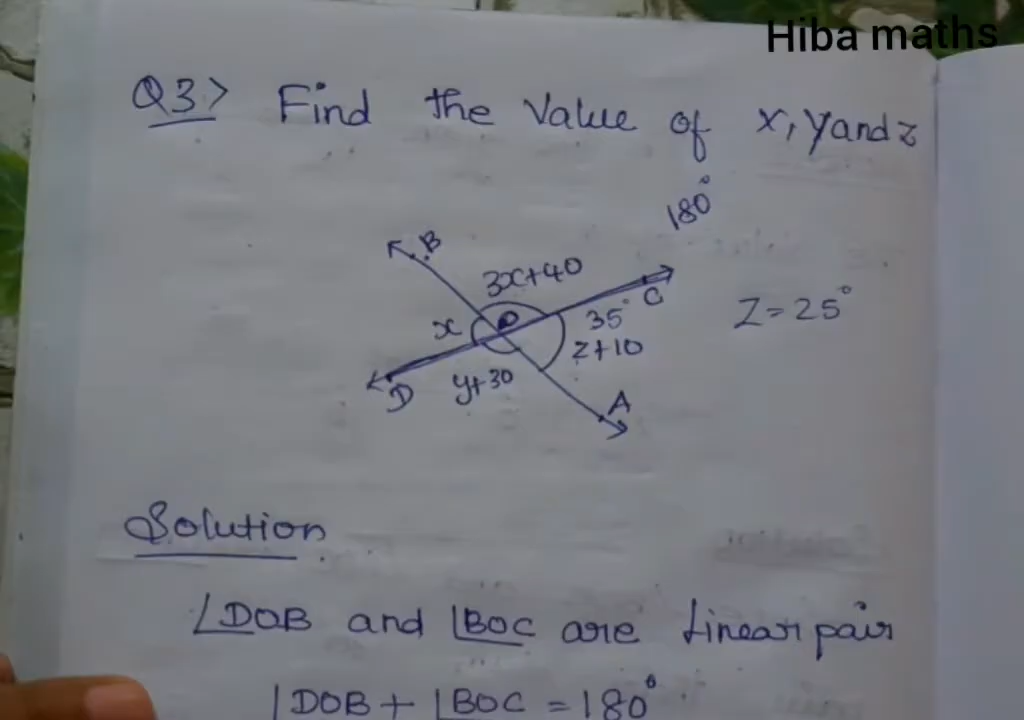 Hiba maths
Q3> Find the Value of x, y and z
180°
B
3x+40
C
x
O
35°
Z=25°
z+10
D
y+30
A
Solution
∠DOB and ∠BOC are Linear pair
∠DOB + ∠BOC = 180°